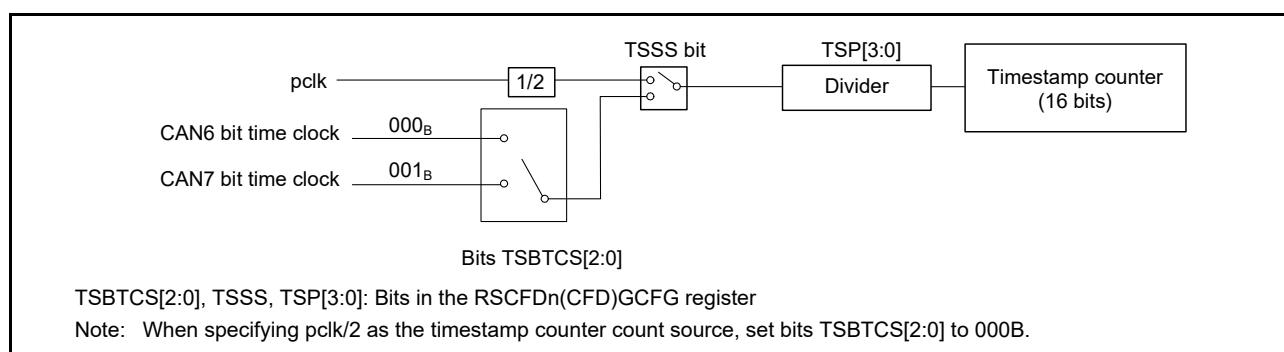 TSSS bit
TSP[3:0]
pclk
1/2
Divider
Timestamp counter
(16 bits)
CAN6 bit time clock
000B
CAN7 bit time clock
001B
Bits TSBTCS[2:0]
TSBTCS[2:0], TSSS, TSP[3:0]: Bits in the RSCFDn(CFD)GCFG register
Note: When specifying pclk/2 as the timestamp counter count source, set bits TSBTCS[2:0] to 000B.